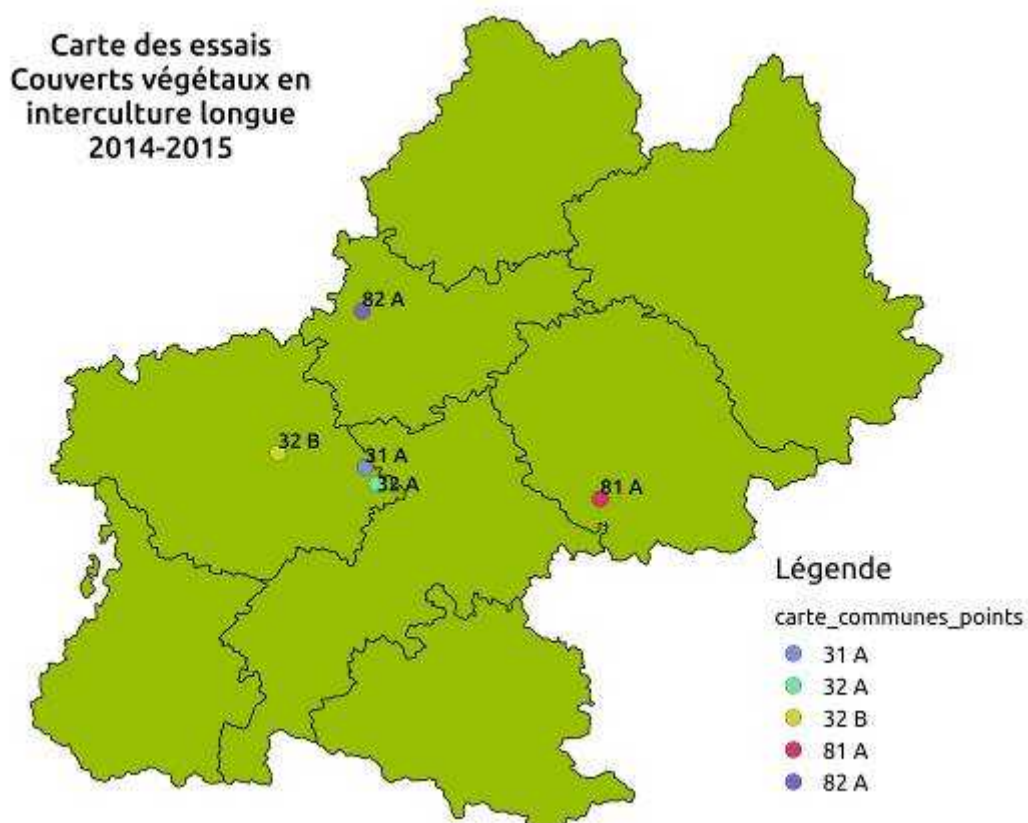 Carte des essais
Couverts végétaux en
interculture longue
2014-2015
82 A
32 B
31 A
32 A
81 A
Légende
carte_communes_points
31 A
32 A
32 B
81 A
82 A